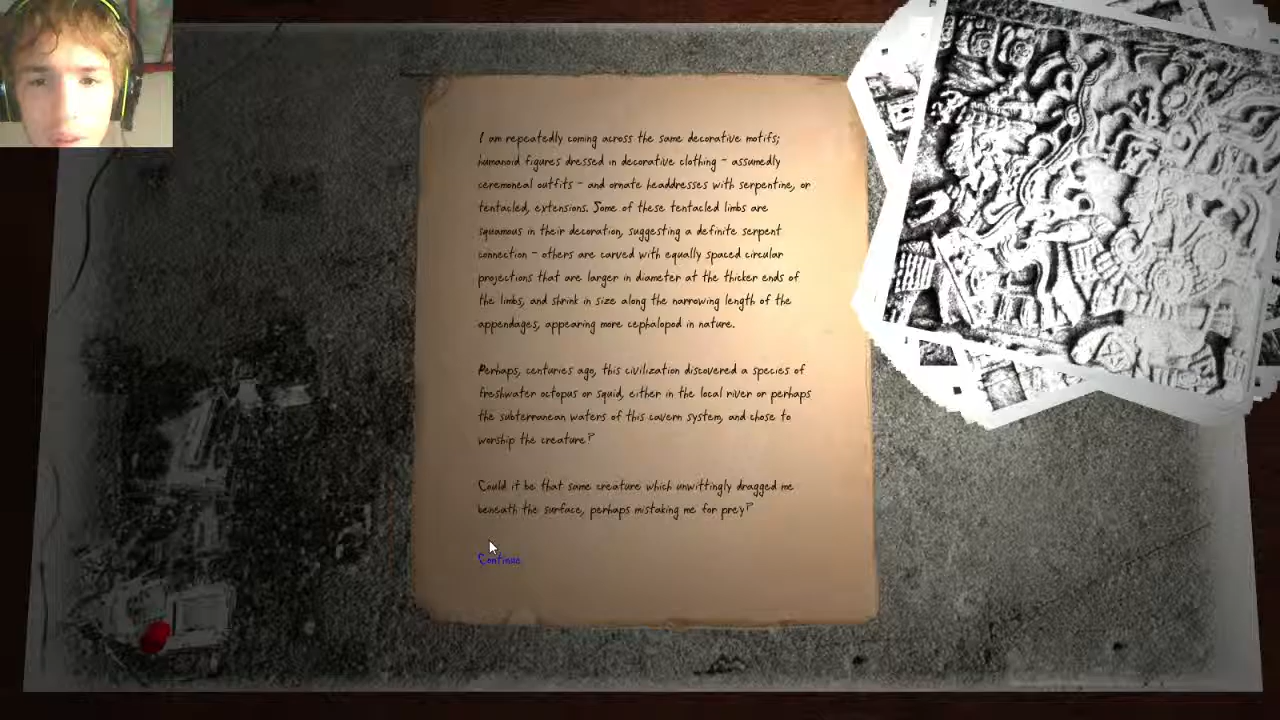 I am repeatedly coming across the same decorative motifs;
humanoid figures dressed in decorative clothing - assumedly
ceremoneal outfits - and ornate headdresses with serpentine, or
tentacled, extensions. Some of these tentacled limbs are
squamous in their decoration, suggesting a definite serpent
connection - others are carved with equally spaced circular
projections that are larger in diameter at the thicker ends of
the limbs, and shrink in size along the narrowing length of the
appendages, appearing more cephalopod in nature.
Perhaps, centuries ago, this civilization discovered a species of
freshwater octopus or squid, either in the local river or perhaps
the subterranean waters of this cavern system, and chose to
worship the creature?
Could it be that same creature which unwittingly dragged me
beneath the surface, perhaps mistaking me for prey?
Continue